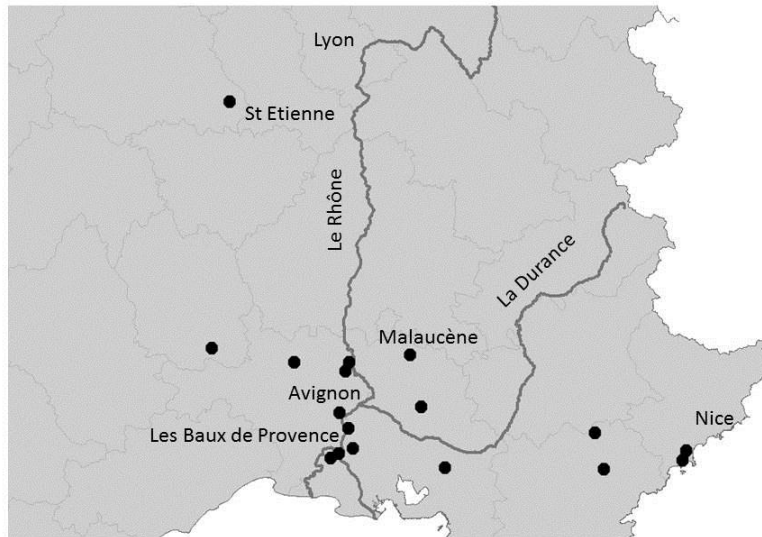 Lyon
St Etienne
Le Rhône
La Durance
Malaucène
Avignon
Les Baux de Provence
Nice